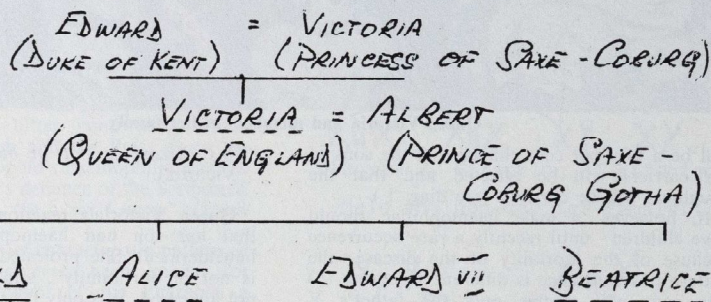 EDWARD = VICTORIA
(DUKE OF KENT) (PRINCESS OF SAXE-COBURG)
VICTORIA = ALBERT
(QUEEN OF ENGLAND) (PRINCE OF SAXE-
COBURG GOTHA)
ALICE EDWARD VII BEATRICE